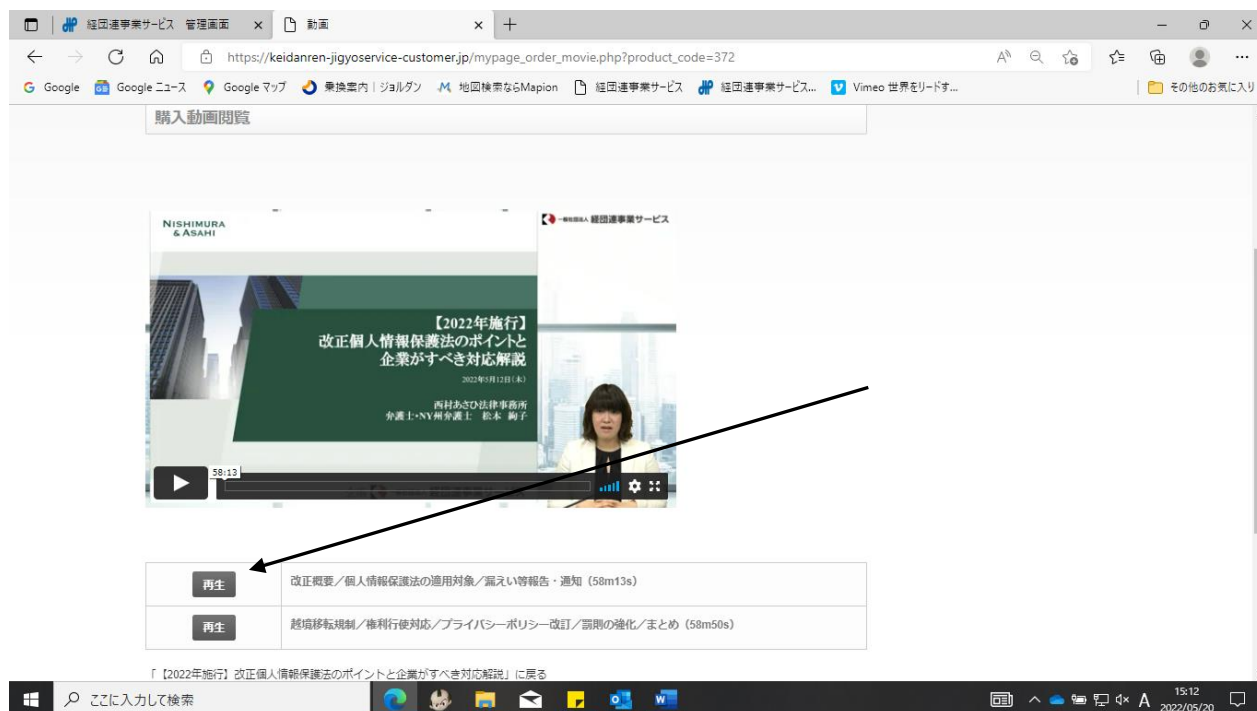 経団連事業サービス 管理画面
動画
https://keidanren-jigyoservice-customer.jp/mypage_order_movie.php?product_code=372
Google
Google ニュース
Google マップ
乗換案内 | ジョルダン
地図検索ならMapion
経団連事業サービス
経団連事業サービス...
Vimeo 世界をリードす...
その他のお気に入り
購入動画閲覧
NISHIMURA
& ASAHI
一般社団法人 経団連事業サービス
【2022年施行】
改正個人情報保護法のポイントと
企業がすべき対応解説
2022年5月12日(木)
西村あさひ法律事務所
弁護士・NY州弁護士 松本 絢子
58:13
再生
改正概要／個人情報保護法の適用対象／漏えい等報告・通知（58m13s）
再生
越境移転規制／権利行使対応／プライバシーポリシー改訂／罰則の強化／まとめ（58m50s）
「【2022年施行】改正個人情報保護法のポイントと企業がすべき対応解説」に戻る
ここに入力して検索
A
15:12
2022/05/20